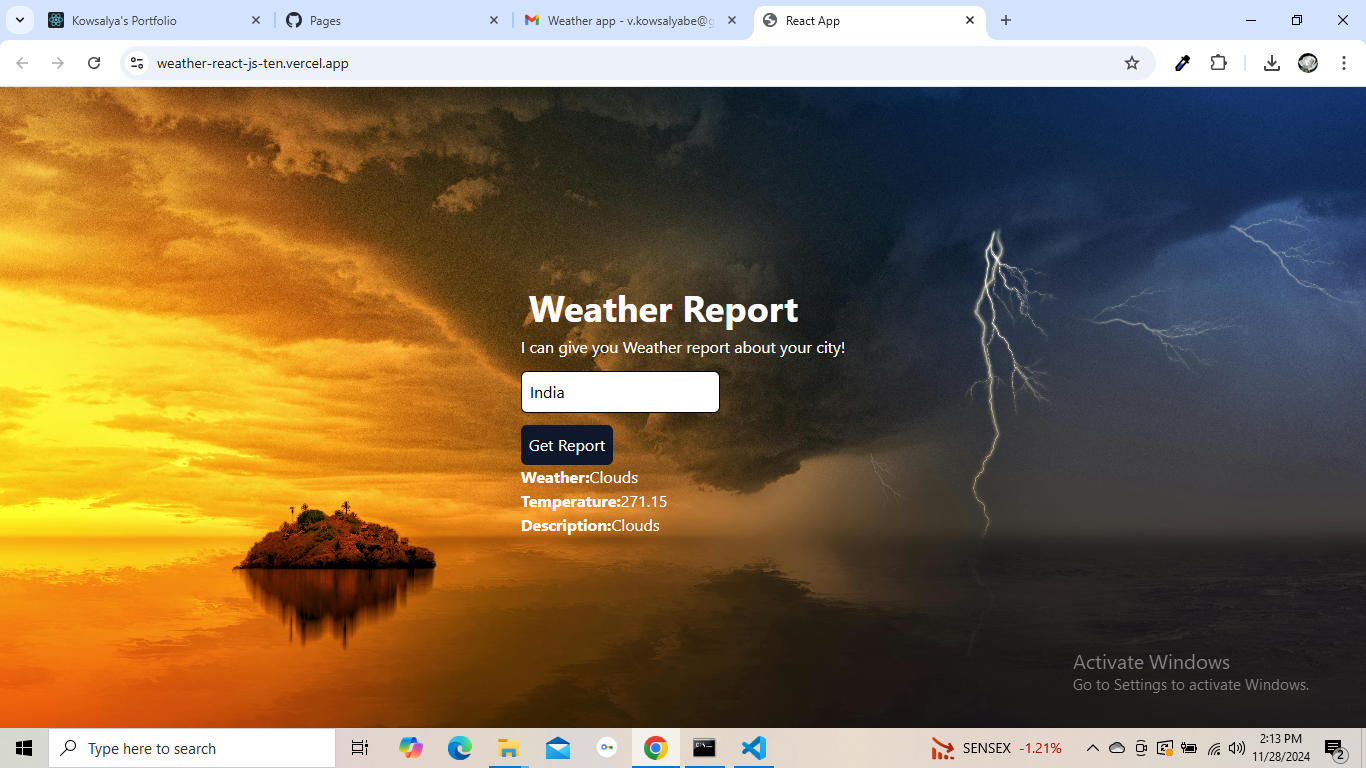 Kowsalya's Portfolio
Pages
Weather app - v.kowsalyabe@g
React App
weather-react-js-ten.vercel.app
Weather Report
I can give you Weather report about your city!
India
Get Report
Weather:Clouds
Temperature:271.15
Description:Clouds
Activate Windows
Go to Settings to activate Windows.
Type here to search
SENSEX -1.21%
2:13 PM
11/28/2024
2